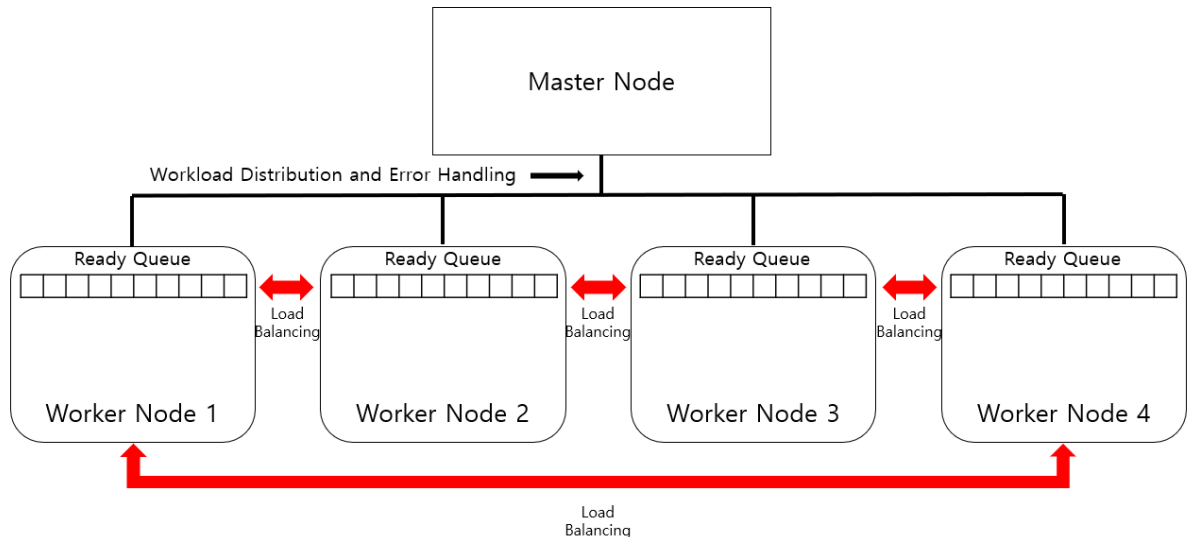 Master Node
Workload Distribution and Error Handling
Ready Queue
Ready Queue
Ready Queue
Ready Queue
Load
Balancing
Load
Balancing
Load
Balancing
Worker Node 1
Worker Node 2
Worker Node 3
Worker Node 4
Load
Balancing